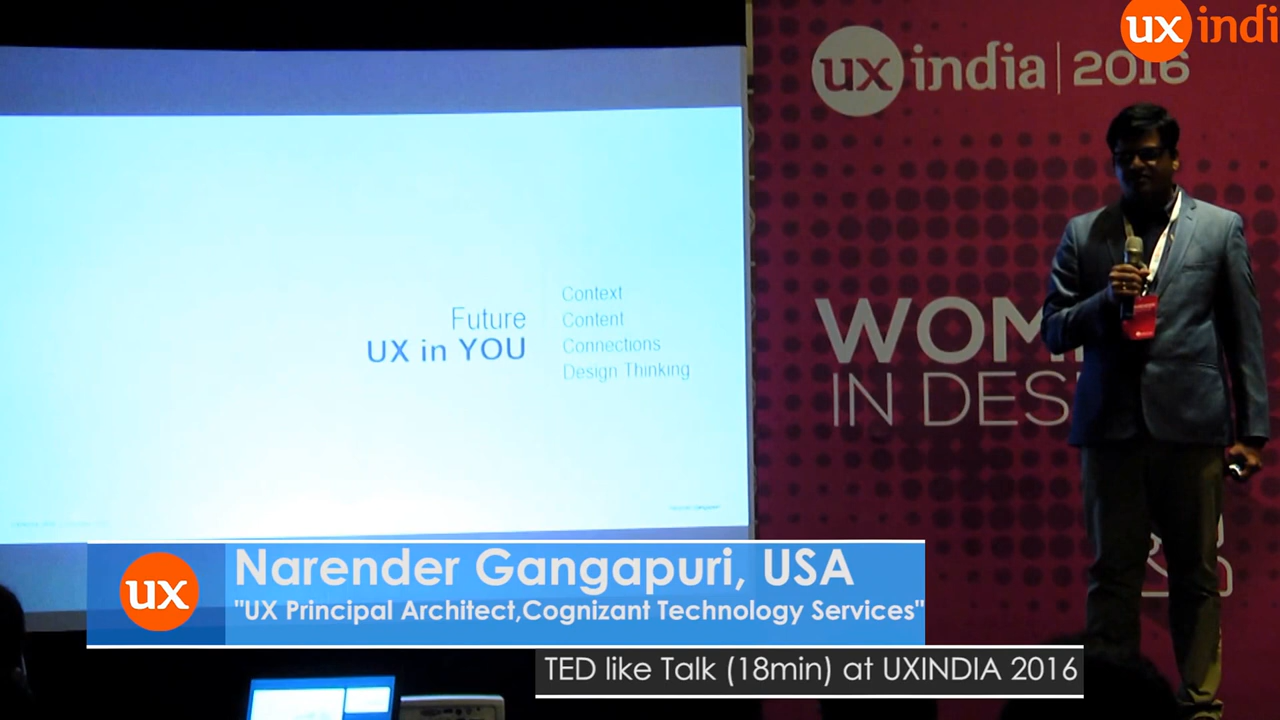 ux indi
ux india | 2016
WOM
IN DES
Future
UX in YOU
Context
Content
Connections
Design Thinking
ux
Narender Gangapuri, USA
"UX Principal Architect,Cognizant Technology Services"
TED like Talk (18min) at UXINDIA 2016